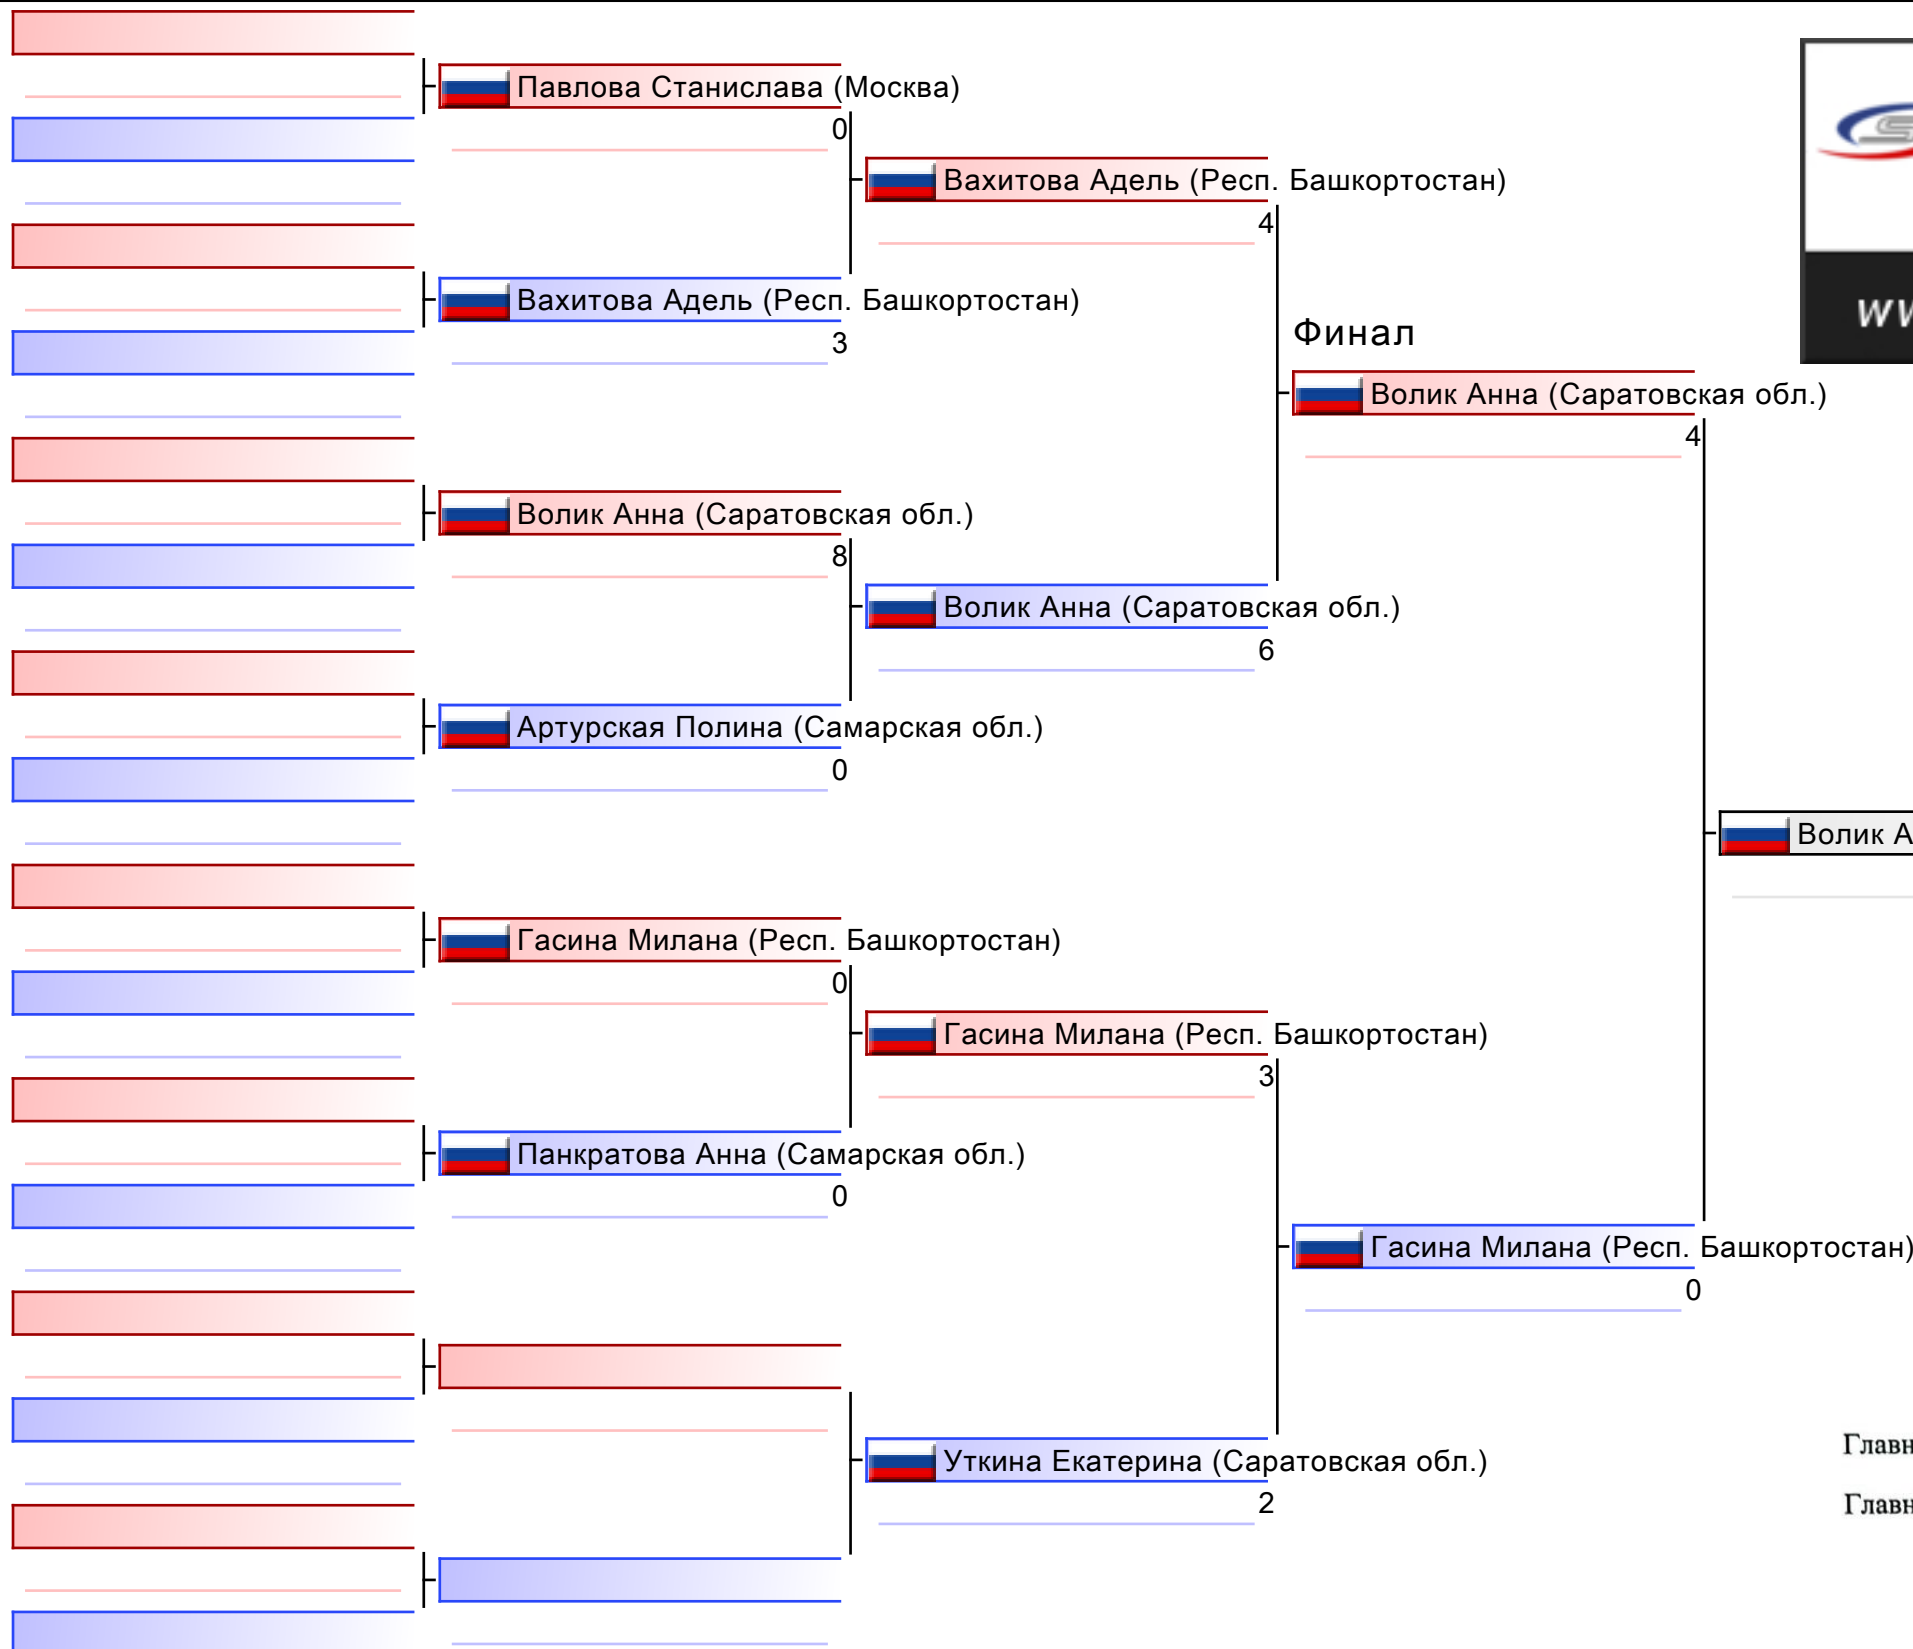 Павлова Станислава (Москва)
0
Вахитова Адель (Респ. Башкортостан)
4
Вахитова Адель (Респ. Башкортостан)
3
Финал
Волик Анна (Саратовская обл.)
4
Волик Анна (Саратовская обл.)
8
Волик Анна (Саратовская обл.)
6
Артурская Полина (Самарская обл.)
0
Волик А
Гасина Милана (Респ. Башкортостан)
0
Гасина Милана (Респ. Башкортостан)
3
Панкратова Анна (Самарская обл.)
0
Гасина Милана (Респ. Башкортостан)
0
Уткина Екатерина (Саратовская обл.)
2
Главн
Главн